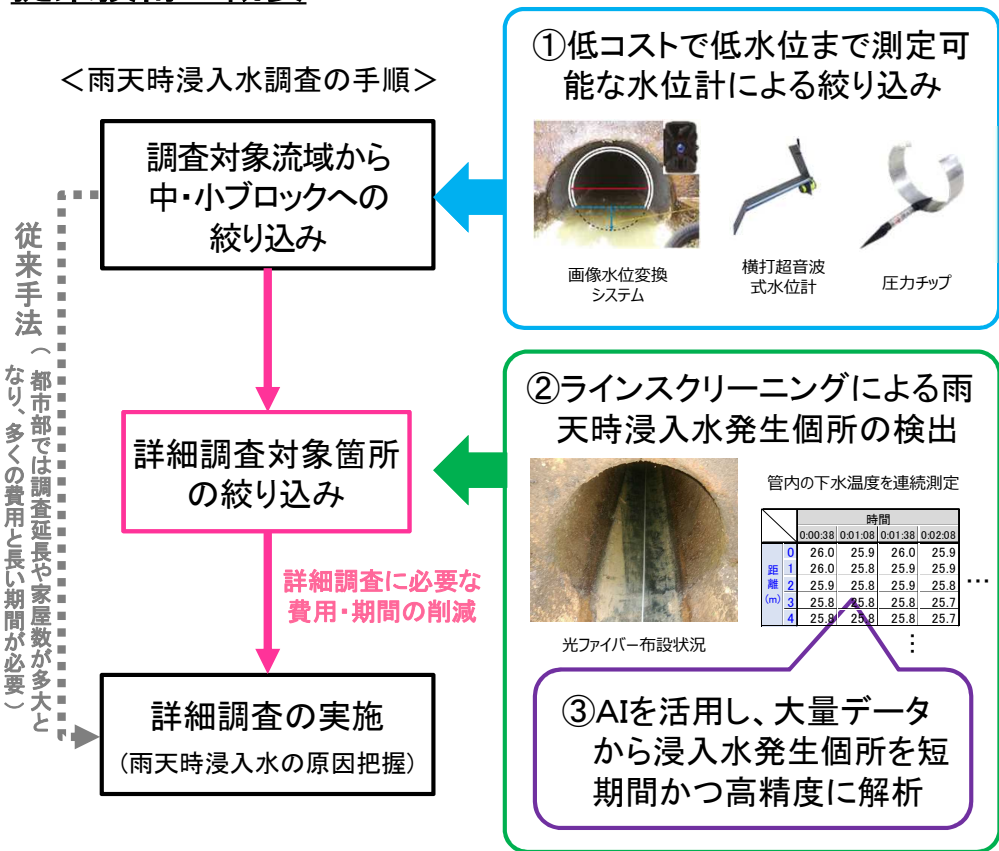 ＜雨天時浸入水調査の手順＞
調査対象流域から
中・小ブロックへの
絞り込み
従来手法
（都市部では調査延長や家屋数が多大と
なり、多くの費用と長い期間が必要）
詳細調査対象箇所
の絞り込み
詳細調査に必要な
費用・期間の削減
詳細調査の実施
(雨天時浸入水の原因把握)
①低コストで低水位まで測定可
能な水位計による絞り込み
画像水位変換
システム
横打超音波
式水位計
圧力チップ
②ラインスクリーニングによる雨
天時浸入水発生個所の検出
光ファイバー布設状況
管内の下水温度を連続測定
時間
0:00:38 0:01:08 0:01:38 0:02:08
距離(m)
0 26.0 25.9 26.0 25.9
1 26.0 25.8 25.9 25.9
2 25.9 25.8 25.9 25.8
3 25.8 25.8 25.8 25.7
4 25.8 25.8 25.8 25.7
…
⋮
③AIを活用し、大量データ
から浸入水発生個所を短
期間かつ高精度に解析